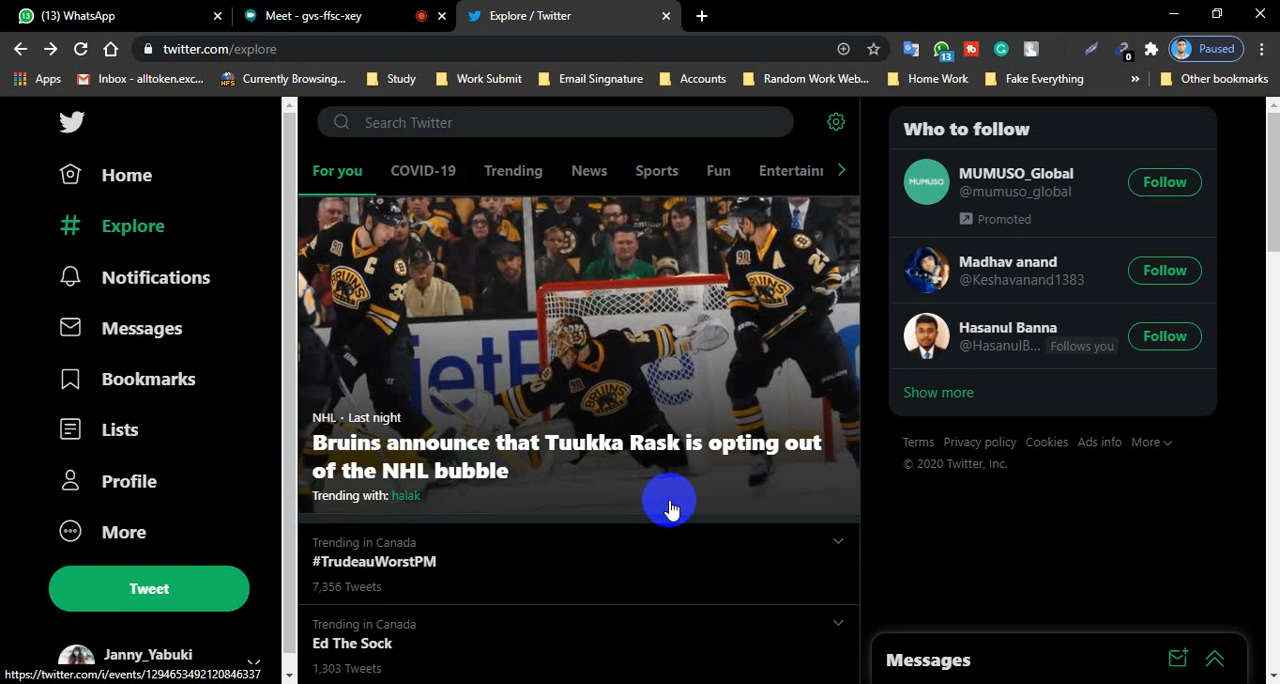 (13) WhatsApp
Meet - gvs-ffsc-xey
Explore / Twitter
twitter.com/explore
13
0
Paused
Apps
Inbox - alltoken.exc...
HFS
Currently Browsing...
Study
Work Submit
Email Singnature
Accounts
Random Work Web...
Home Work
Fake Everything
»
Other bookmarks
Home
Explore
Notifications
Messages
Bookmarks
Lists
Profile
More
Tweet
Janny_Yabuki
https://twitter.com/i/events/1294653492120846337
Search Twitter
For you
COVID-19
Trending
News
Sports
Fun
Entertainm
BRUINS
NHL · Last night
Bruins announce that Tuukka Rask is opting out
of the NHL bubble
Trending with: halak
Trending in Canada
#TrudeauWorstPM
7,356 Tweets
Trending in Canada
Ed The Sock
1,303 Tweets
Who to follow
MUMUSO
MUMUSO_Global
@mumuso_global
Promoted
Follow
Madhav anand
@Keshavanand1383
Follow
Hasanul Banna
@HasanulB... Follows you
Follow
Show more
Terms Privacy policy Cookies Ads info More
© 2020 Twitter, Inc.
Messages